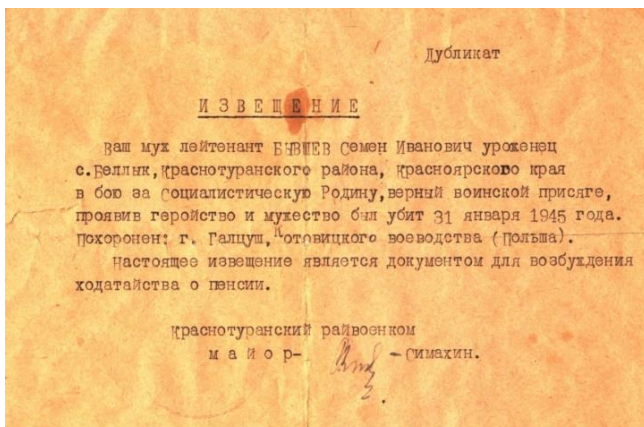 Дубликат
ИЗВЕЩЕНИЕ
Ваш муж лейтенант БЫВШЕВ Семен Иванович уроженец
с.Беллык,Краснотуранского района, Красноярского края
в бою за Социалистическую Родину,верный воинской присяге,
проявив геройство и мужество был убит 31 января 1945 года.
Похоронен: г. Галцуш,Котовицкого воеводства (Польша).
Настоящее извещение является документом для возбуждения
ходатайства о пенсии.
Краснотуранский райвоенком
майор- -Симахин.